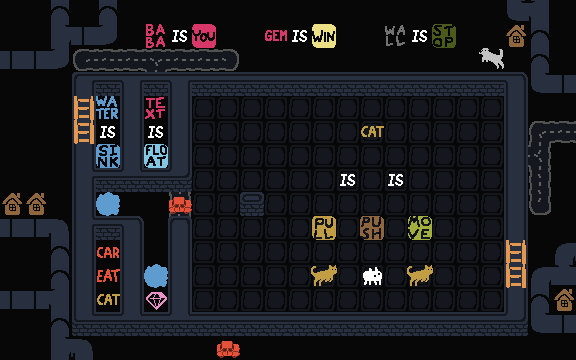 BABA IS YOU
GEM IS WIN
WALL IS STOP
WATER IS SINK
TEXT IS FLOAT
CAT
IS IS
PULL PUSH MOVE
CAR
EAT
CAT